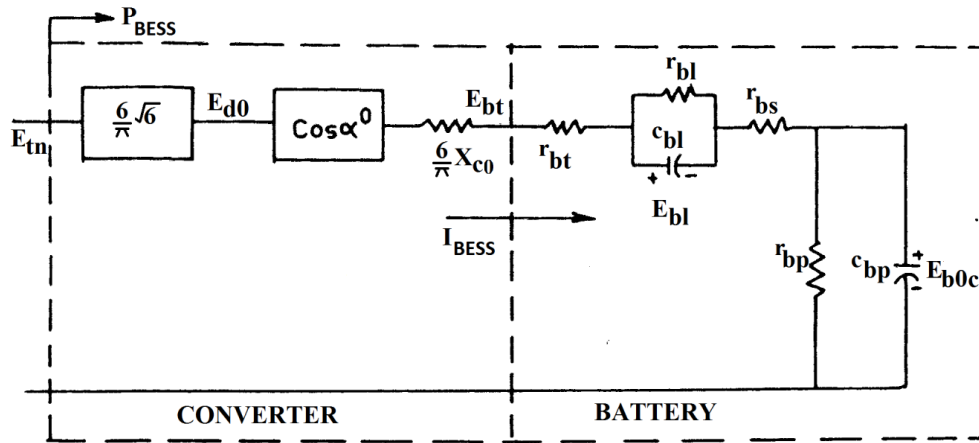 P_BESS
E_tn
6/π √6
E_d0
Cosα⁰
6/π X_c0
E_bt
I_BESS
r_bt
r_bl
c_bl
+ -
E_bl
r_bs
r_bp
c_bp
+
-
E_b0c
CONVERTER
BATTERY